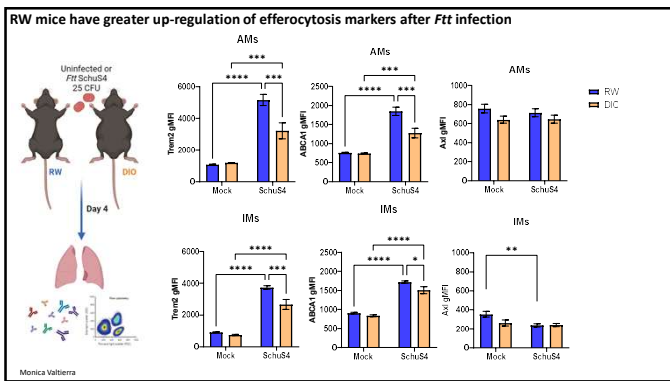 RW mice have greater up-regulation of efferocytosis markers after Ftt infection
Uninfected or
Ftt SchuS4
25 CFU
RW
DIO
Day 4
AMs
Trem2 gMFI
6000
4000
2000
0
Mock
SchuS4
****
***
***
AMs
ABCA1 gMFI
2500
2000
1500
1000
500
0
Mock
SchuS4
****
***
***
AMs
Axl gMFI
1000
800
600
400
200
0
Mock
SchuS4
RW
DIC
IMs
Trem2 gMFI
6000
4000
2000
0
Mock
SchuS4
****
****
***
IMs
ABCA1 gMFI
2500
2000
1500
1000
500
0
Mock
SchuS4
****
****
*
IMs
Axl gMFI
1000
800
600
400
200
0
Mock
SchuS4
**
Monica Valtierra